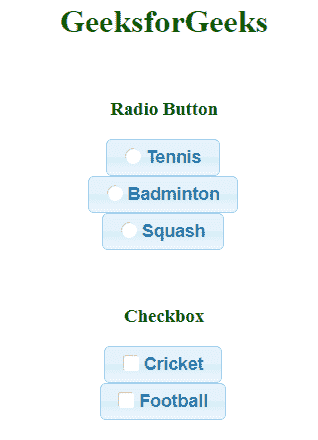 GeeksforGeeks
Radio Button
Tennis
Badminton
Squash
Checkbox
Cricket
Football